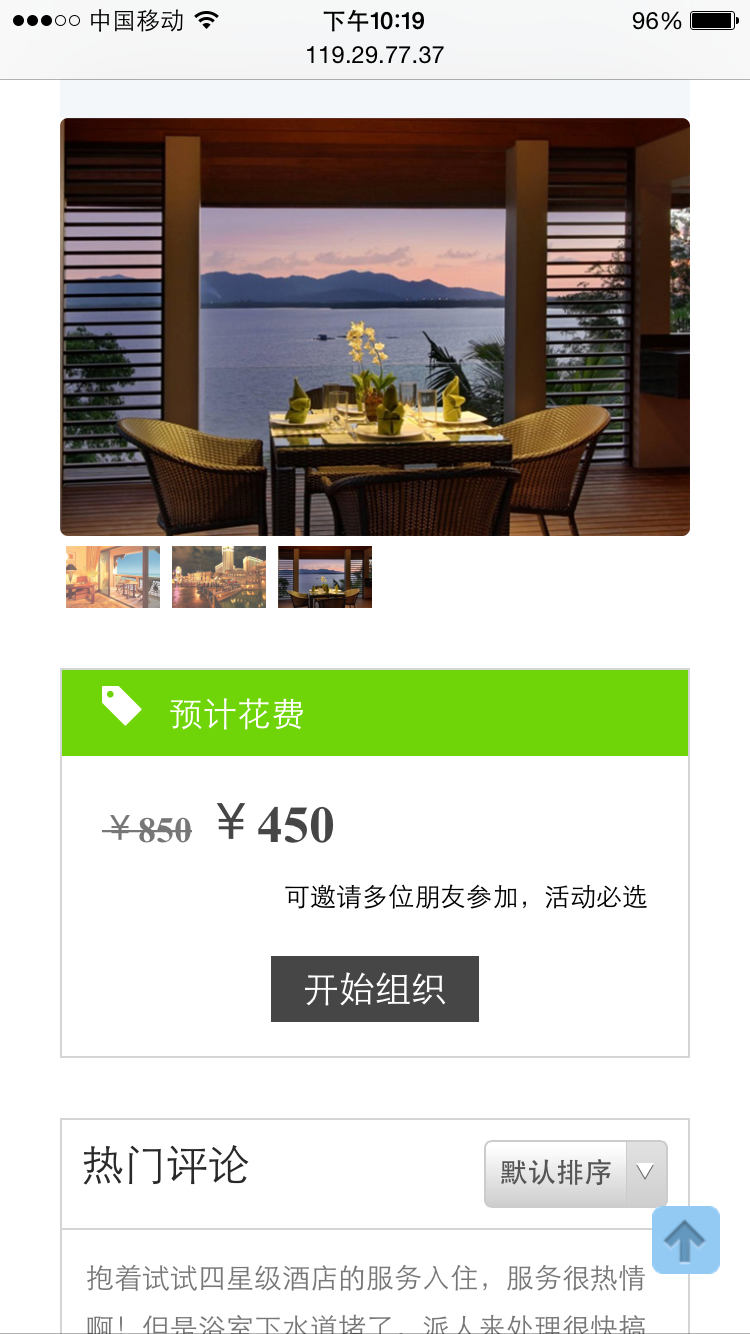 中国移动 下午10:19 96%
119.29.77.37
预计花费
￥850 ￥450
可邀请多位朋友参加，活动必选
开始组织
热门评论 默认排序
抱着试试四星级酒店的服务入住，服务很热情
啊！但是浴室下水道堵了，派人来处理很快搞